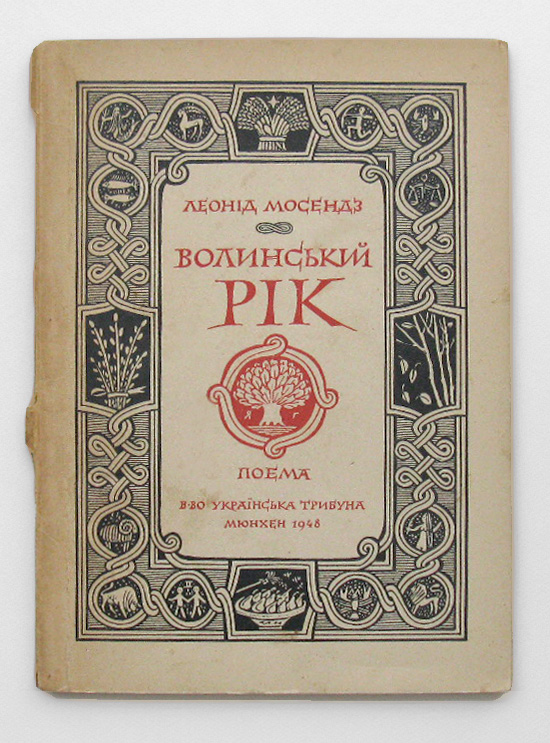 ЛЕОНІД МОСЕНДЗ
ВОЛИНСЬКИЙ
РІК
Я Г
ПОЕМА
В-ВО УКРАЇНСЬКА ТРИБУНА
МЮНХЕН 1948